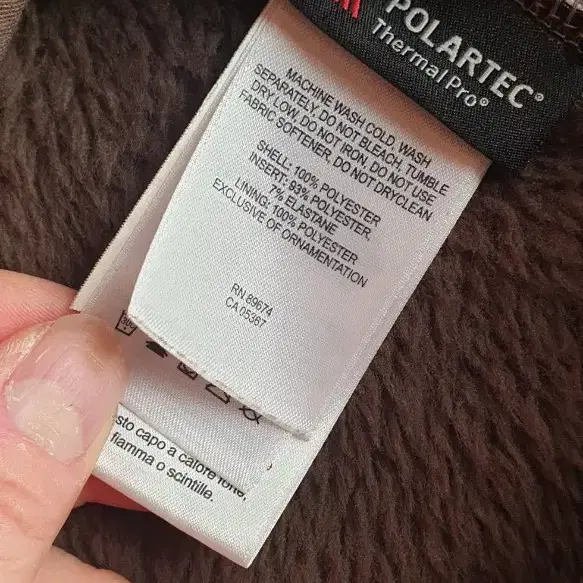 POLARTEC®
Thermal Pro®
MACHINE WASH COLD, WASH
SEPARATELY, DO NOT BLEACH, TUMBLE
DRY LOW, DO NOT IRON, DO NOT USE
FABRIC SOFTENER, DO NOT DRYCLEAN
SHELL: 100% POLYESTER
INSERT: 93% POLYESTER,
7% ELASTANE
LINING: 100% POLYESTER
EXCLUSIVE OF ORNAMENTATION
RN 89674
CA 05367
sto capo a calore
fiamma o scintille.